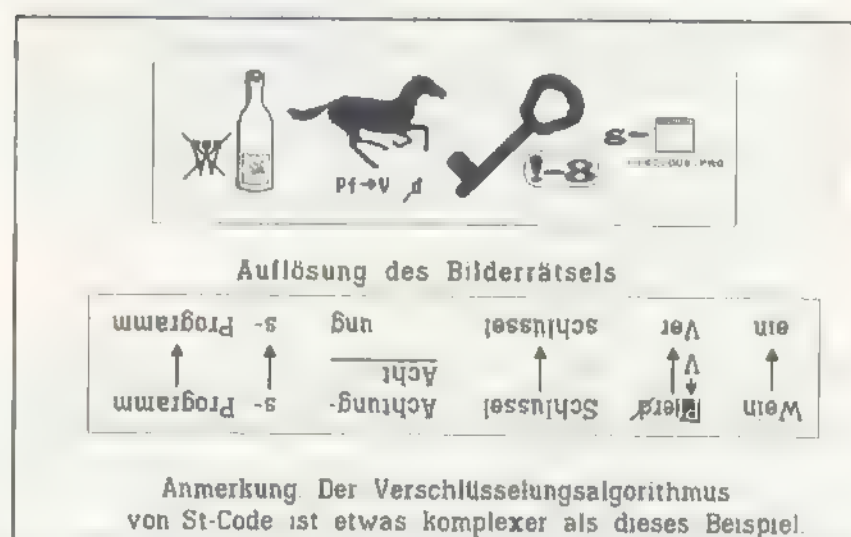 W
Pf→V d
!-8
s-
Auflösung des Bilderrätsels
Wein Pferd Schlüssel Achtung- s- Programm
V Acht
ein Ver schlüssel ung s- Programm
Anmerkung Der Verschlüsselungsalgorithmus
von St-Code ist etwas komplexer als dieses Beispiel.